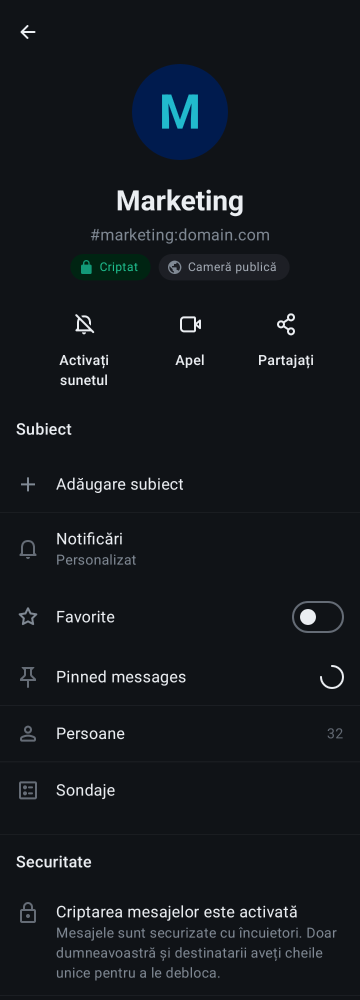 M
Marketing
#marketing:domain.com
Criptat
Cameră publică
Activați
sunetul
Apel
Partajați
Subiect
Adăugare subiect
Notificări
Personalizat
Favorite
Pinned messages
Persoane 32
Sondaje
Securitate
Criptarea mesajelor este activată
Mesajele sunt securizate cu încuietori. Doar
dumneavoastră și destinatarii aveți cheile
unice pentru a le debloca.